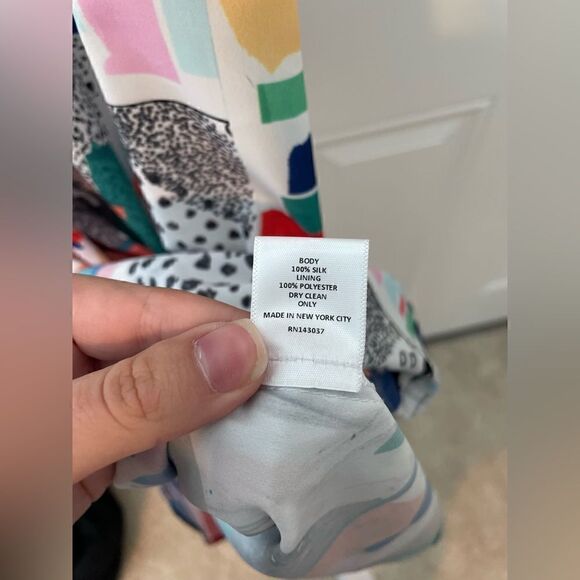 BODY
100% SILK
LINING
100% POLYESTER
DRY CLEAN
ONLY
MADE IN NEW YORK CITY
RN143037